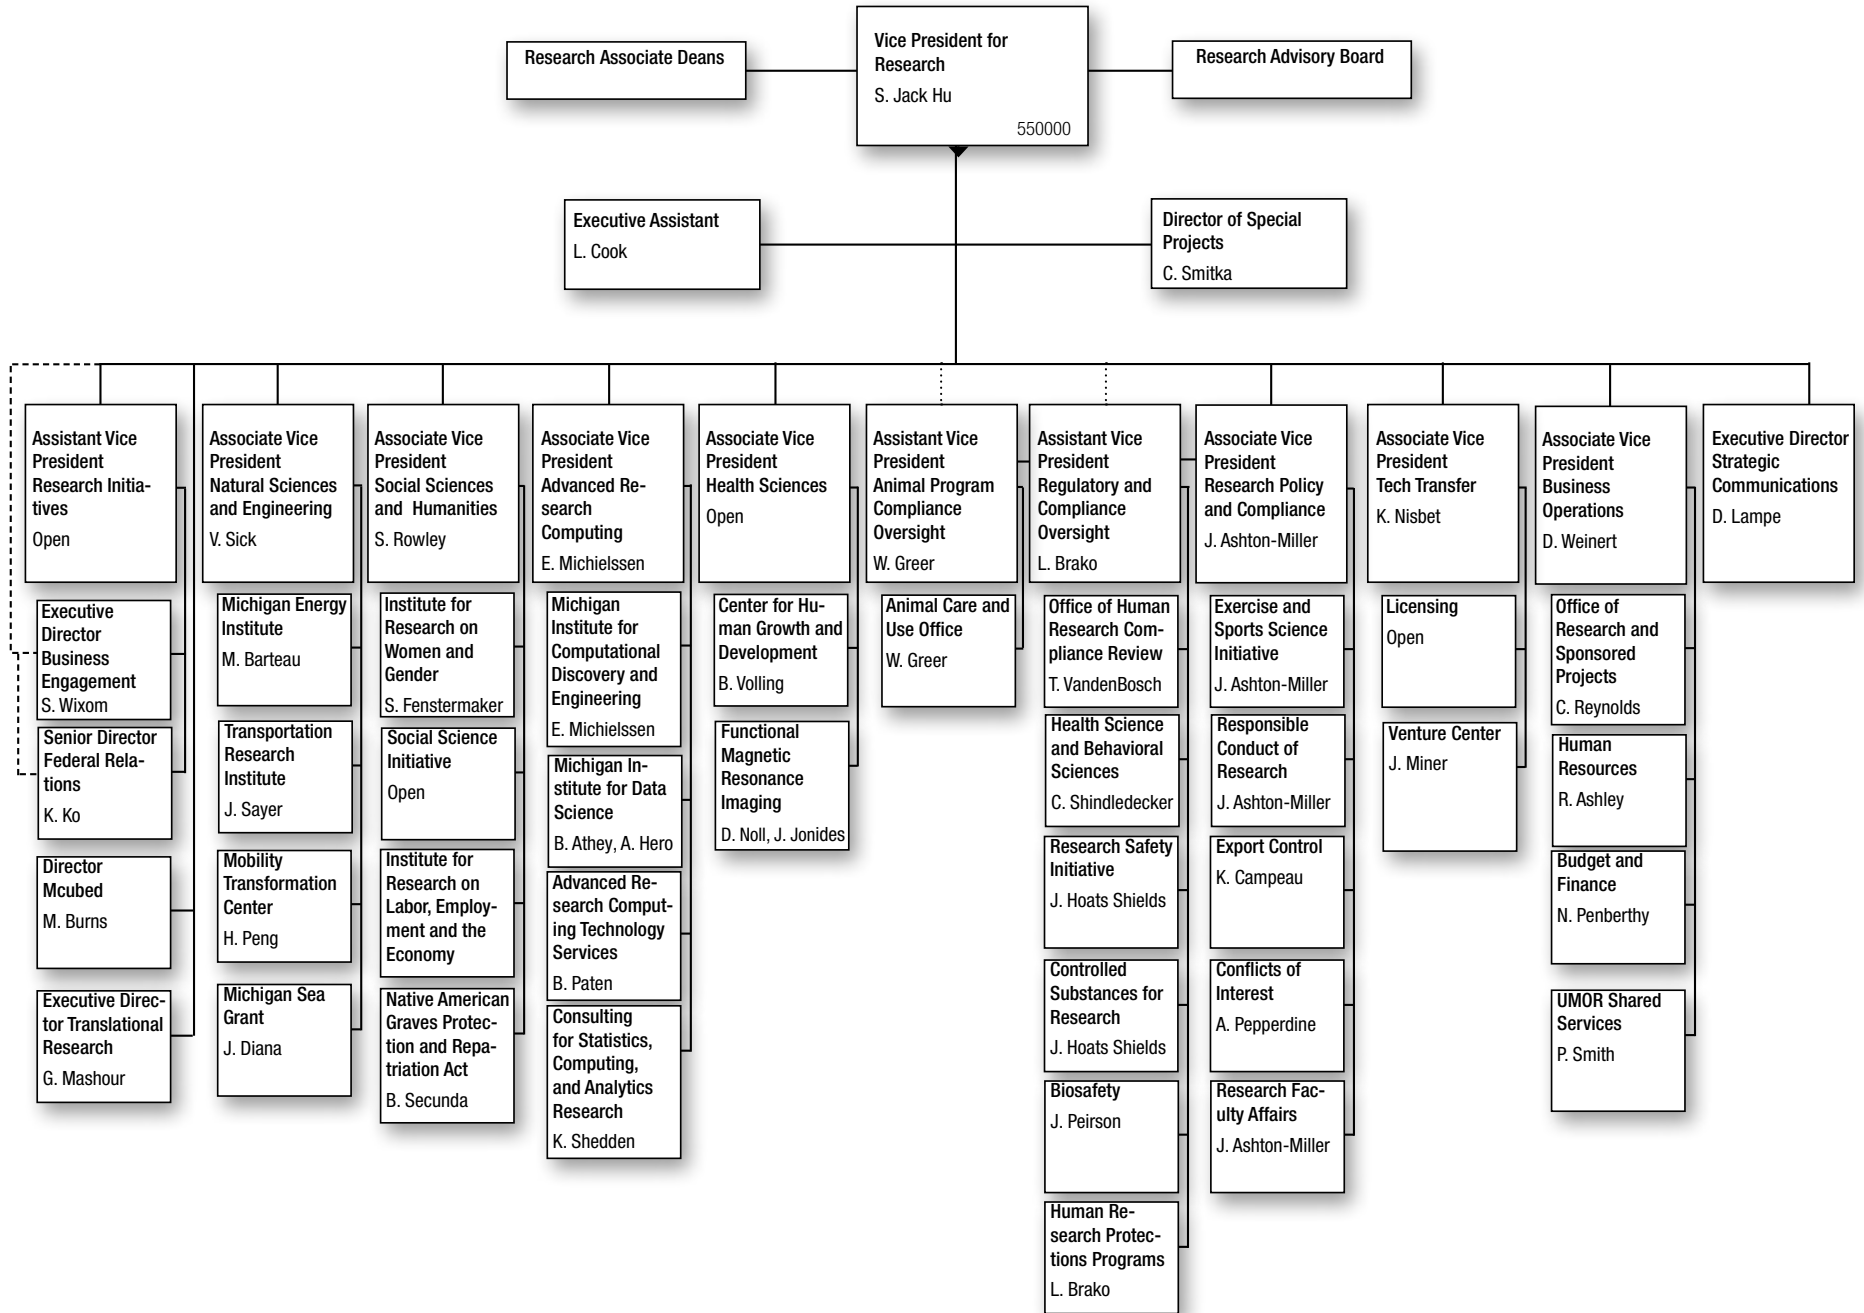 Research Associate Deans
Vice President for
Research
S. Jack Hu
550000
Research Advisory Board
Executive Assistant
L. Cook
Director of Special
Projects
C. Smitka
Assistant Vice
President
Research Initia-
tives
Open
Executive
Director
Business
Engagement
S. Wixom
Senior Director
Federal Rela-
tions
K. Ko
Director
Mcubed
M. Burns
Executive Direc-
tor Translational
Research
G. Mashour
Associate Vice
President
Natural Sciences
and Engineering
V. Sick
Michigan Energy
Institute
M. Barteau
Transportation
Research
Institute
J. Sayer
Mobility
Transformation
Center
H. Peng
Michigan Sea
Grant
J. Diana
Associate Vice
President
Social Sciences
and Humanities
S. Rowley
Institute for
Research on
Women and
Gender
S. Fenstermaker
Social Science
Initiative
Open
Institute for
Research on
Labor, Employ-
ment and the
Economy
Native American
Graves Protec-
tion and Repa-
triation Act
B. Secunda
Associate Vice
President
Advanced Re-
search
Computing
E. Michielssen
Michigan
Institute for
Computational
Discovery and
Engineering
E. Michielssen
Michigan In-
stitute for Data
Science
B. Athey, A. Hero
Advanced Re-
search Comput-
ing Technology
Services
B. Paten
Consulting
for Statistics,
Computing,
and Analytics
Research
K. Shedden
Associate Vice
President
Health Sciences
Open
Center for Hu-
man Growth and
Development
B. Volling
Functional
Magnetic
Resonance
Imaging
D. Noll, J. Jonides
Assistant Vice
President
Animal Program
Compliance
Oversight
W. Greer
Animal Care and
Use Office
W. Greer
Assistant Vice
President
Regulatory and
Compliance
Oversight
L. Brako
Office of Human
Research Com-
pliance Review
T. VandenBosch
Health Science
and Behavioral
Sciences
C. Shindledecker
Research Safety
Initiative
J. Hoats Shields
Controlled
Substances for
Research
J. Hoats Shields
Biosafety
J. Peirson
Human Re-
search Protec-
tions Programs
L. Brako
Associate Vice
President
Research Policy
and Compliance
J. Ashton-Miller
Exercise and
Sports Science
Initiative
J. Ashton-Miller
Responsible
Conduct of
Research
J. Ashton-Miller
Export Control
K. Campeau
Conflicts of
Interest
A. Pepperdine
Research Fac-
ulty Affairs
J. Ashton-Miller
Associate Vice
President
Tech Transfer
K. Nisbet
Licensing
Open
Venture Center
J. Miner
Associate Vice
President
Business
Operations
D. Weinert
Office of
Research and
Sponsored
Projects
C. Reynolds
Human
Resources
R. Ashley
Budget and
Finance
N. Penberthy
UMOR Shared
Services
P. Smith
Executive Director
Strategic
Communications
D. Lampe